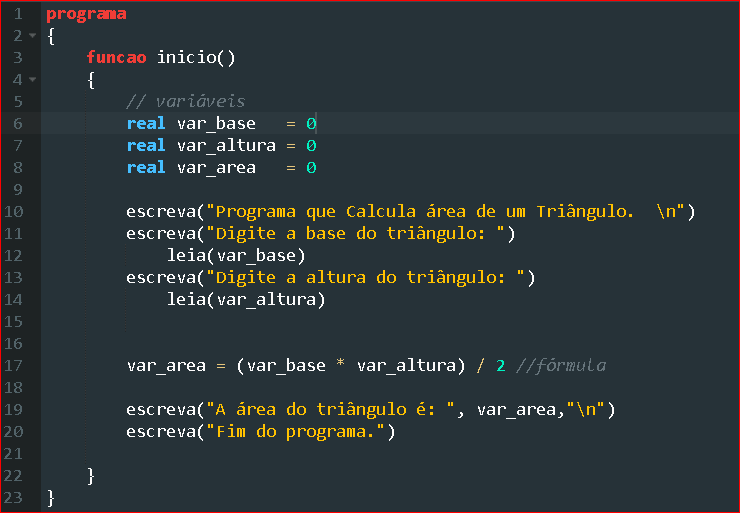 1 programa
2 {
3     funcao inicio()
4     {
5         // variáveis
6         real var_base   = 0
7         real var_altura = 0
8         real var_area   = 0
9
10         escreva("Programa que Calcula área de um Triângulo.  \n")
11         escreva("Digite a base do triângulo: ")
12             leia(var_base)
13         escreva("Digite a altura do triângulo: ")
14             leia(var_altura)
15
16
17         var_area = (var_base * var_altura) / 2 //fórmula
18
19         escreva("A área do triângulo é: ", var_area,"\n")
20         escreva("Fim do programa.")
21
22     }
23 }